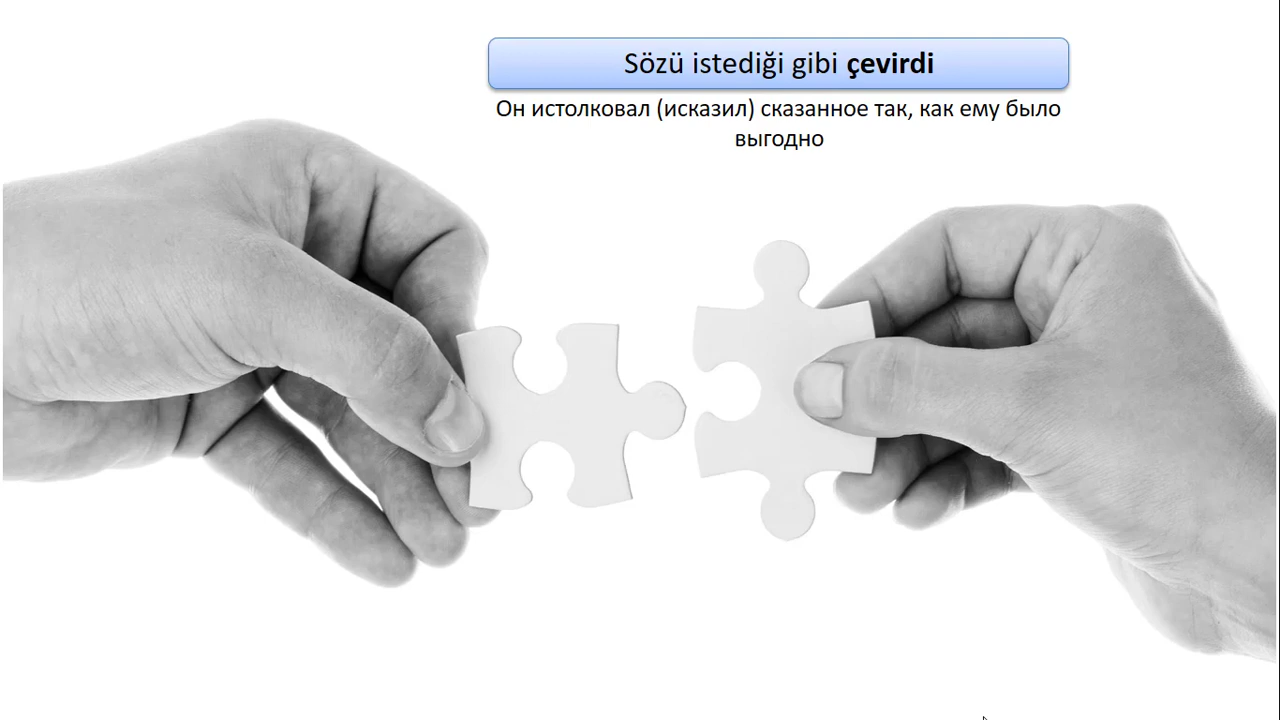 Sözü istediği gibi çevirdi
Он истолковал (исказил) сказанное так, как ему было
выгодно